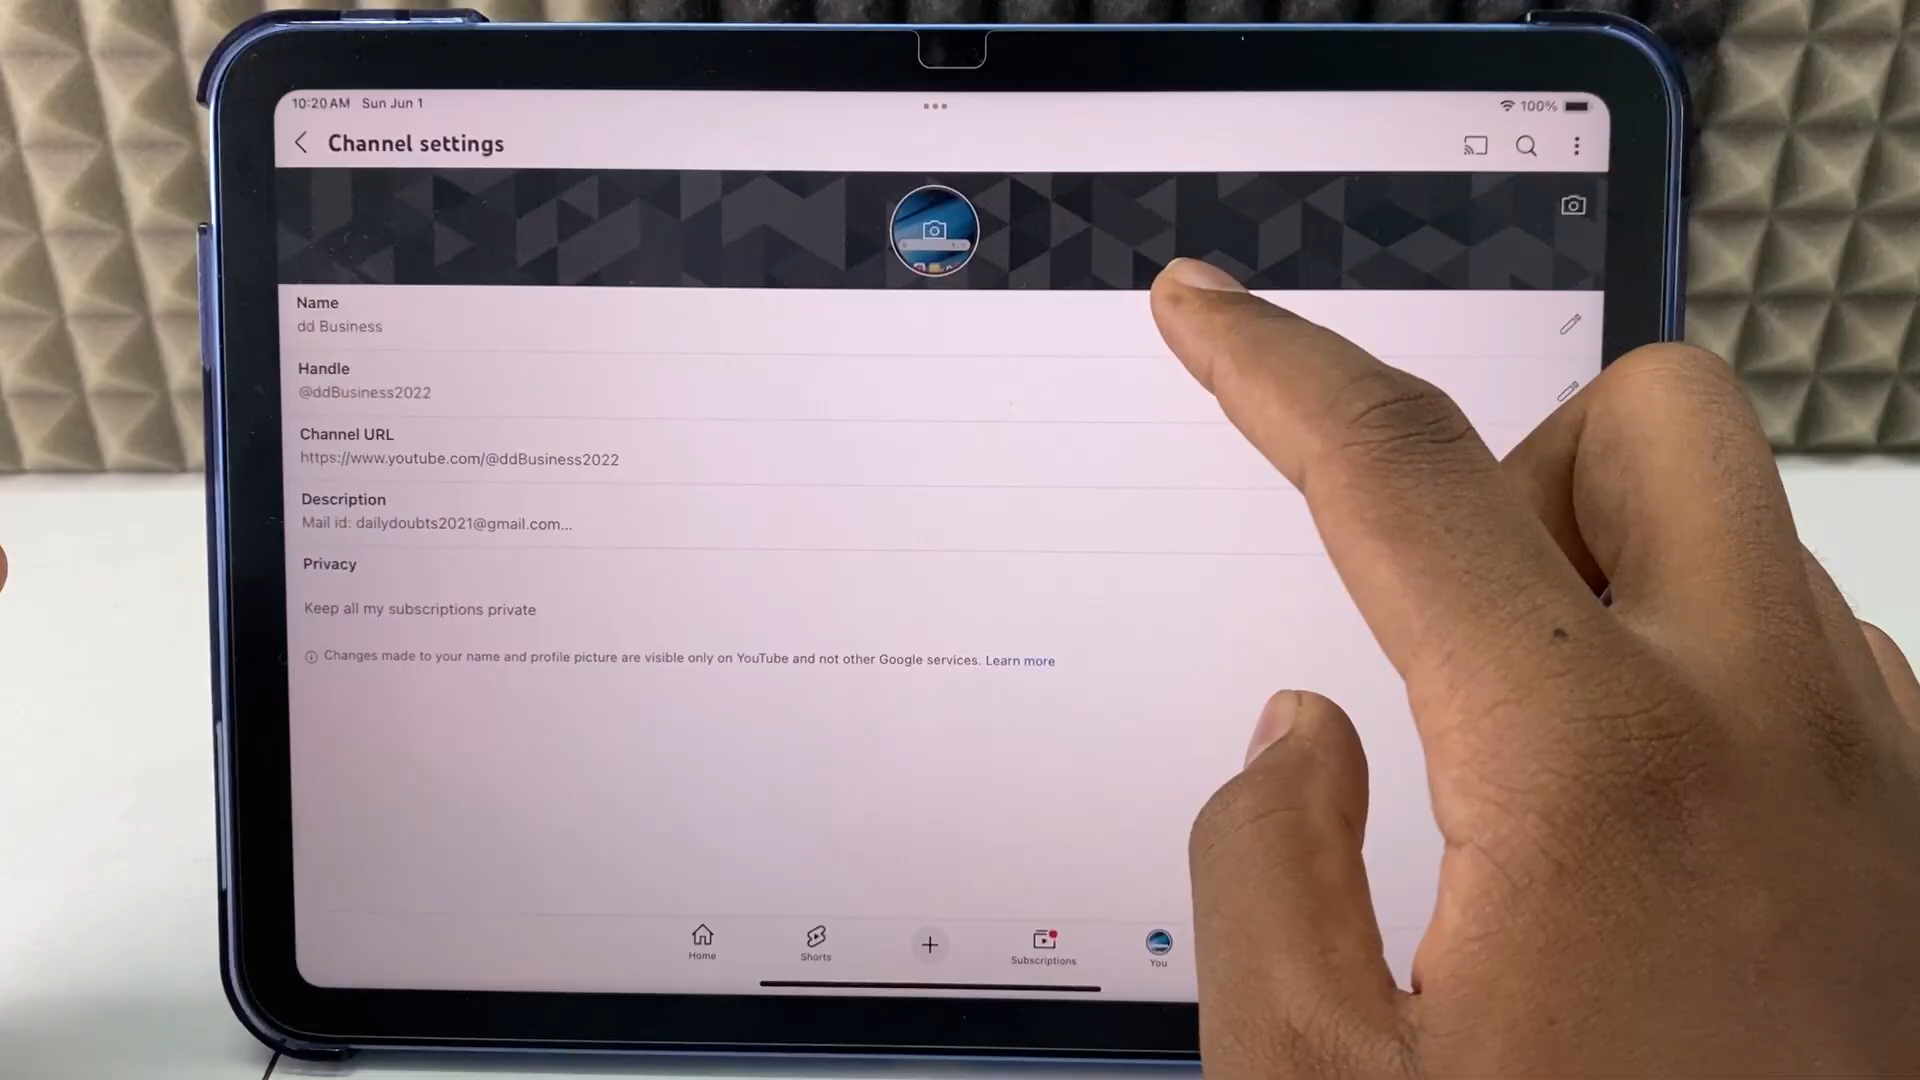 10:20 AM Sun Jun 1
100%
Channel settings
Name
dd Business
Handle
@ddBusiness2022
Channel URL
https://www.youtube.com/@ddBusiness2022
Description
Mail id: dailydoubts2021@gmail.com...
Privacy
Keep all my subscriptions private
Changes made to your name and profile picture are visible only on YouTube and not other Google services. Learn more
Home
Shorts
Subscriptions
You